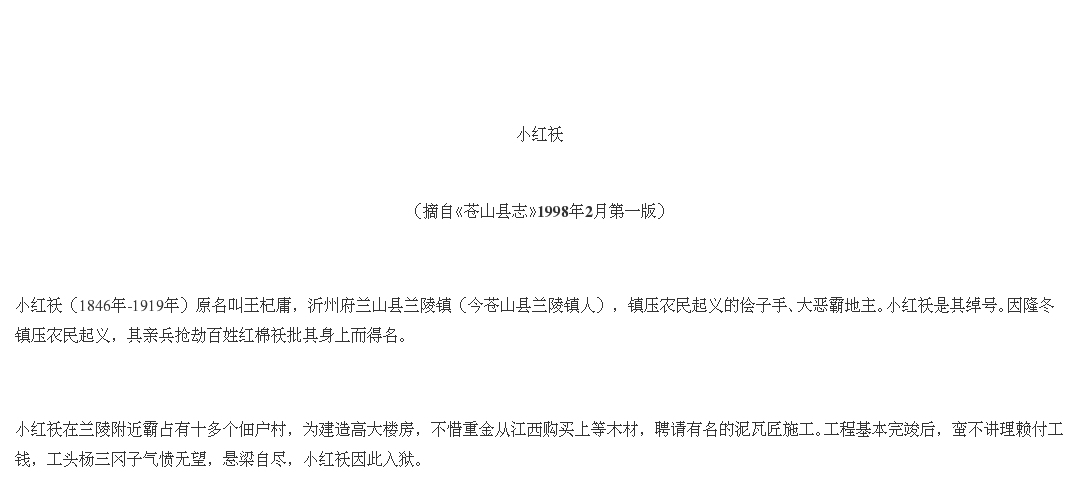 小红袄
（摘自《苍山县志》1998年2月第一版）
小红袄（1846年-1919年）原名叫王杞庸，沂州府兰山县兰陵镇（今苍山县兰陵镇人），镇压农民起义的侩子手、大恶霸地主。小红袄是其绰号。因隆冬
镇压农民起义，其亲兵抢劫百姓红棉袄批其身上而得名。
小红袄在兰陵附近霸占有十多个佃户村，为建造高大楼房，不惜重金从江西购买上等木材，聘请有名的泥瓦匠施工。工程基本完竣后，蛮不讲理赖付工
钱，工头杨三冈子气愤无望，悬梁自尽，小红袄因此入狱。